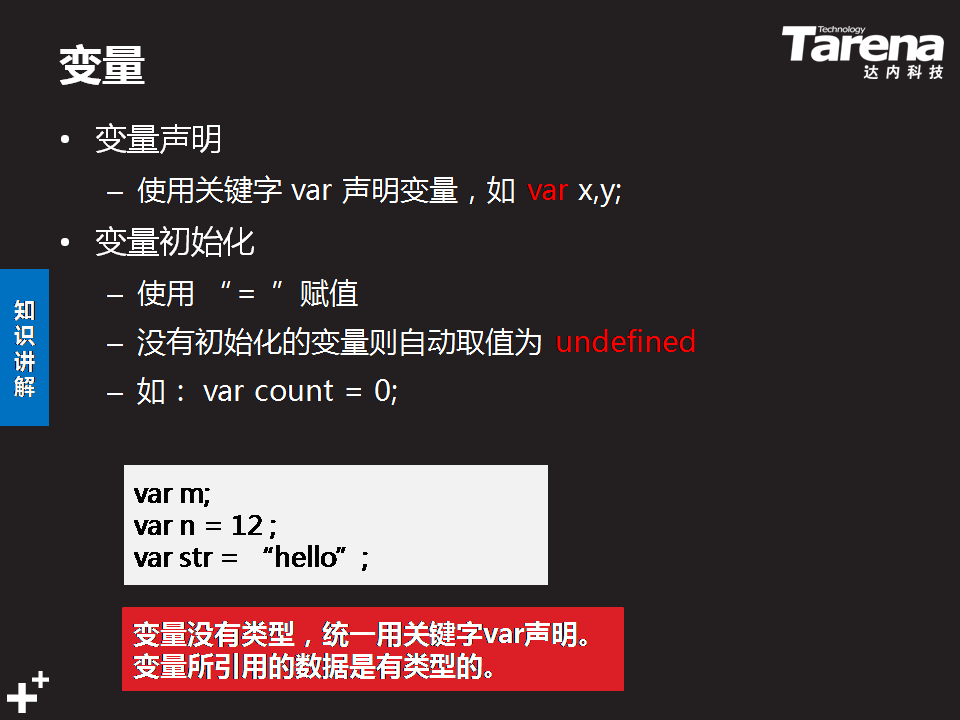 变量
Technology
Tarena
达内科技
• 变量声明
– 使用关键字 var 声明变量，如 var x,y;
• 变量初始化
– 使用 “ = ” 赋值
– 没有初始化的变量则自动取值为 undefined
– 如： var count = 0;
知识讲解
var m;
var n = 12 ;
var str = “hello” ;
变量没有类型，统一用关键字var声明。
变量所引用的数据是有类型的。